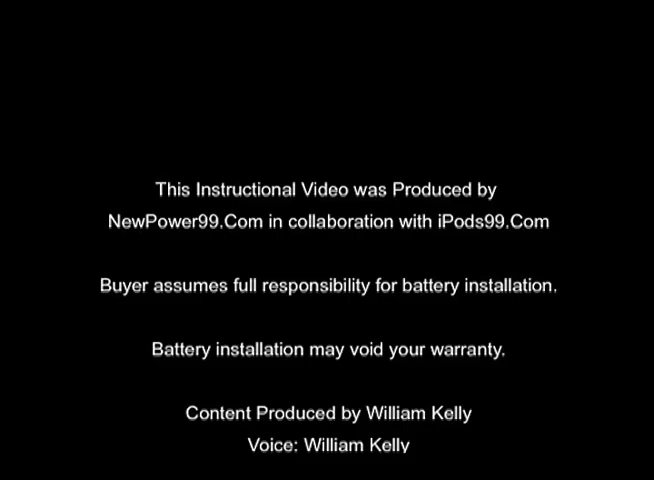 This Instructional Video was Produced by
NewPower99.Com in collaboration with iPods99.Com
Buyer assumes full responsibility for battery installation.
Battery installation may void your warranty.
Content Produced by William Kelly
Voice: William Kelly